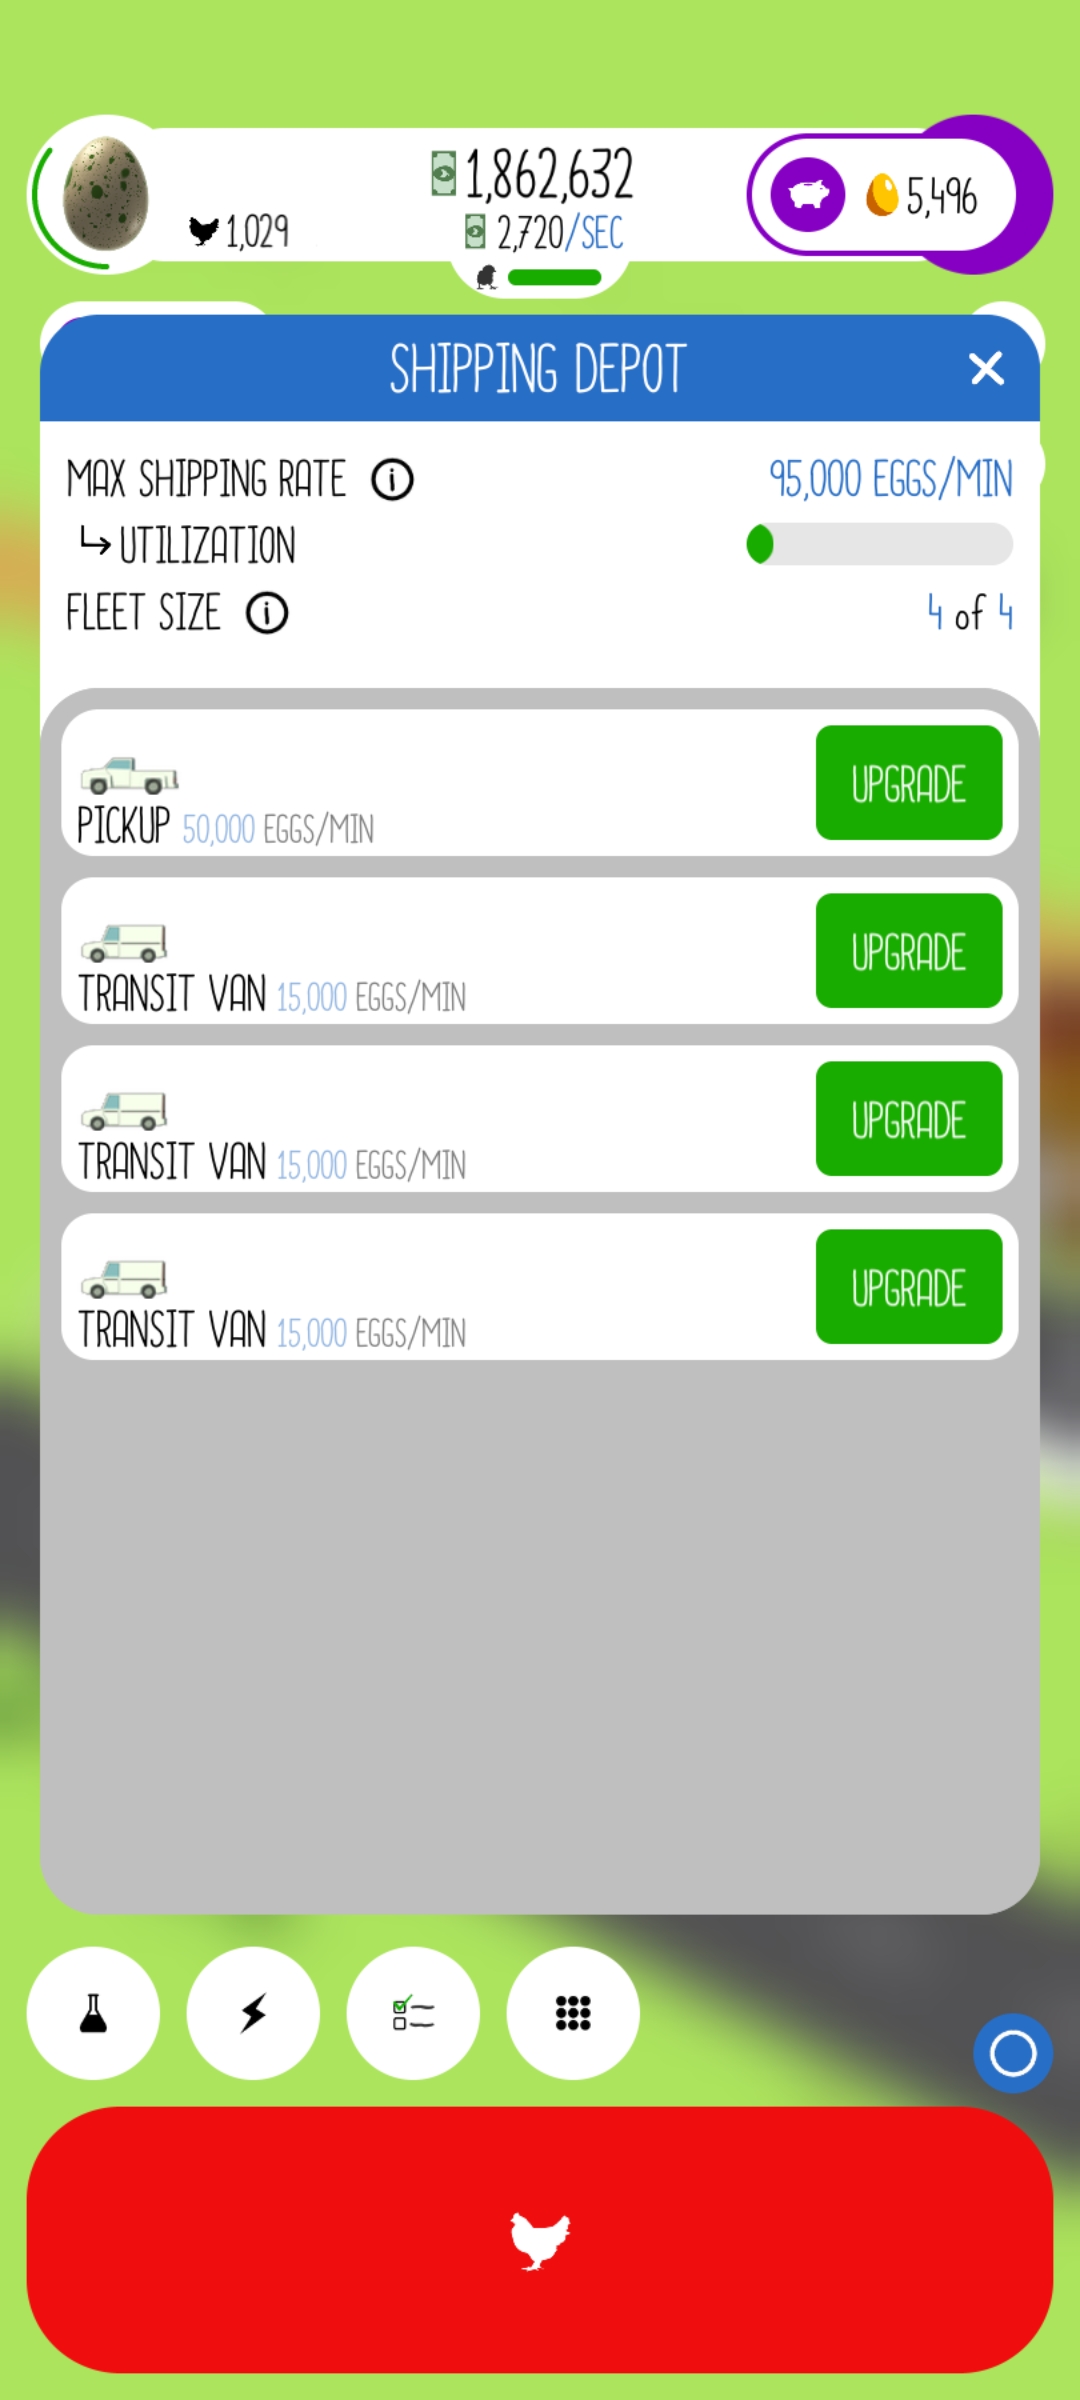 1,862,632
1,029
2,720/SEC
5,496
SHIPPING DEPOT
MAX SHIPPING RATE
95,000 EGGS/MIN
UTILIZATION
FLEET SIZE
4 of 4
PICKUP 50,000 EGGS/MIN
UPGRADE
TRANSIT VAN 15,000 EGGS/MIN
UPGRADE
TRANSIT VAN 15,000 EGGS/MIN
UPGRADE
TRANSIT VAN 15,000 EGGS/MIN
UPGRADE